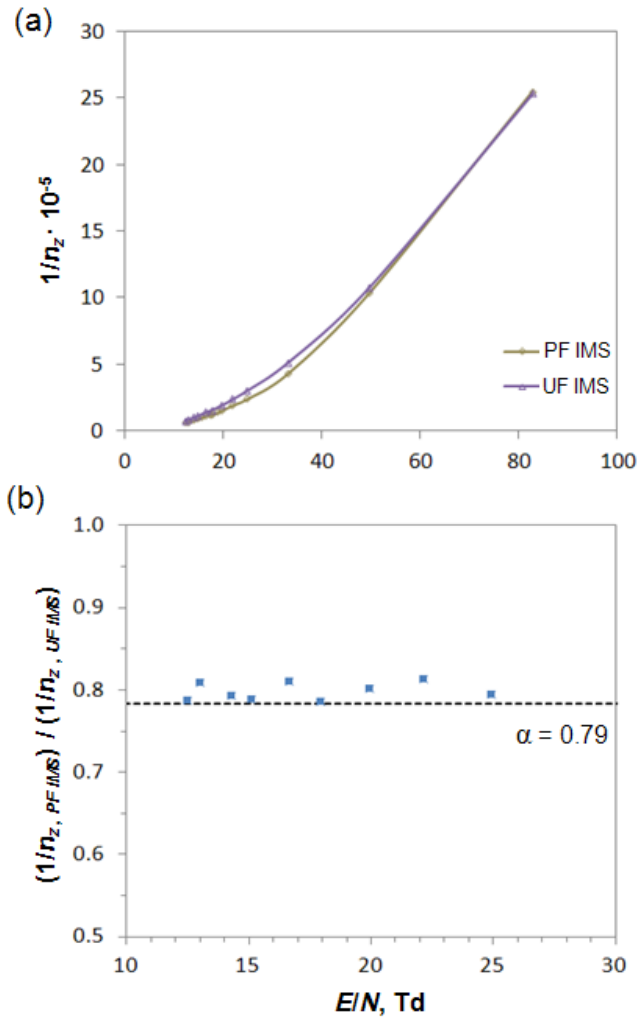 (a)
30
25
20
15
10
5
0
1/nz · 10-5
PF IMS
UF IMS
0 20 40 60 80 100
(b)
1.0
0.9
0.8
0.7
0.6
0.5
(1/nz, PF IMS) / (1/nz, UF IMS)
α = 0.79
10 15 20 25 30
E/N, Td